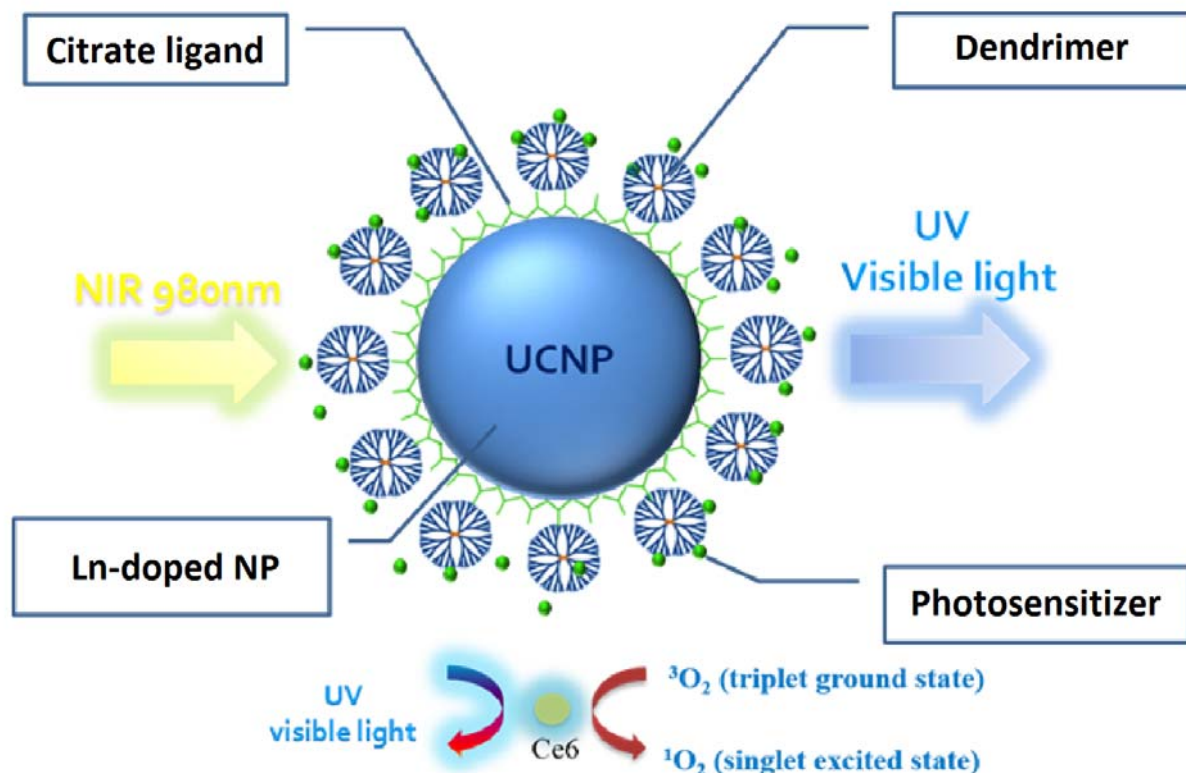 Citrate ligand
Dendrimer
NIR 980nm
UV
Visible light
UCNP
Ln-doped NP
Photosensitizer
UV
visible light
Ce6
³O₂ (triplet ground state)
¹O₂ (singlet excited state)